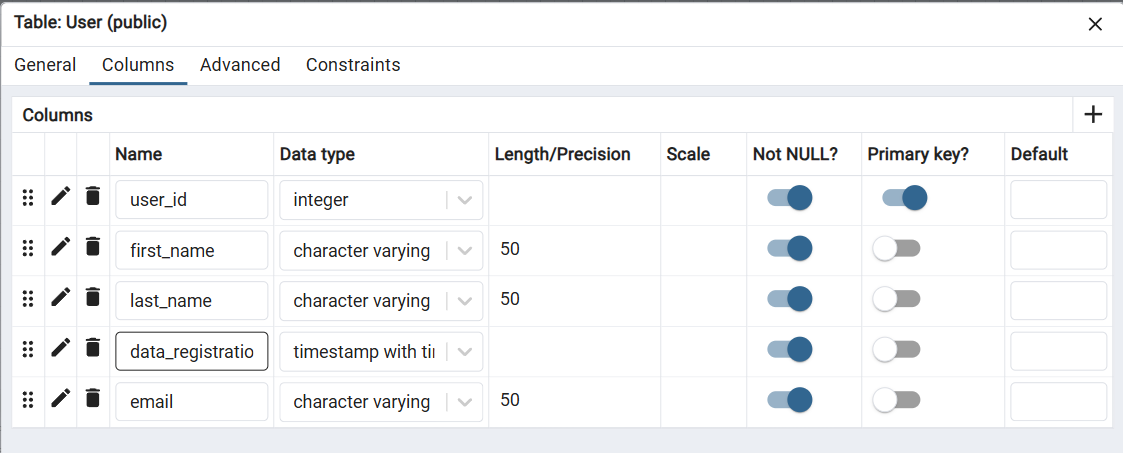 Table: User (public)
General Columns Advanced Constraints
Columns
Name Data type Length/Precision Scale Not NULL? Primary key? Default
user_id integer
first_name character varying 50
last_name character varying 50
data_registratio timestamp with
email character varying 50